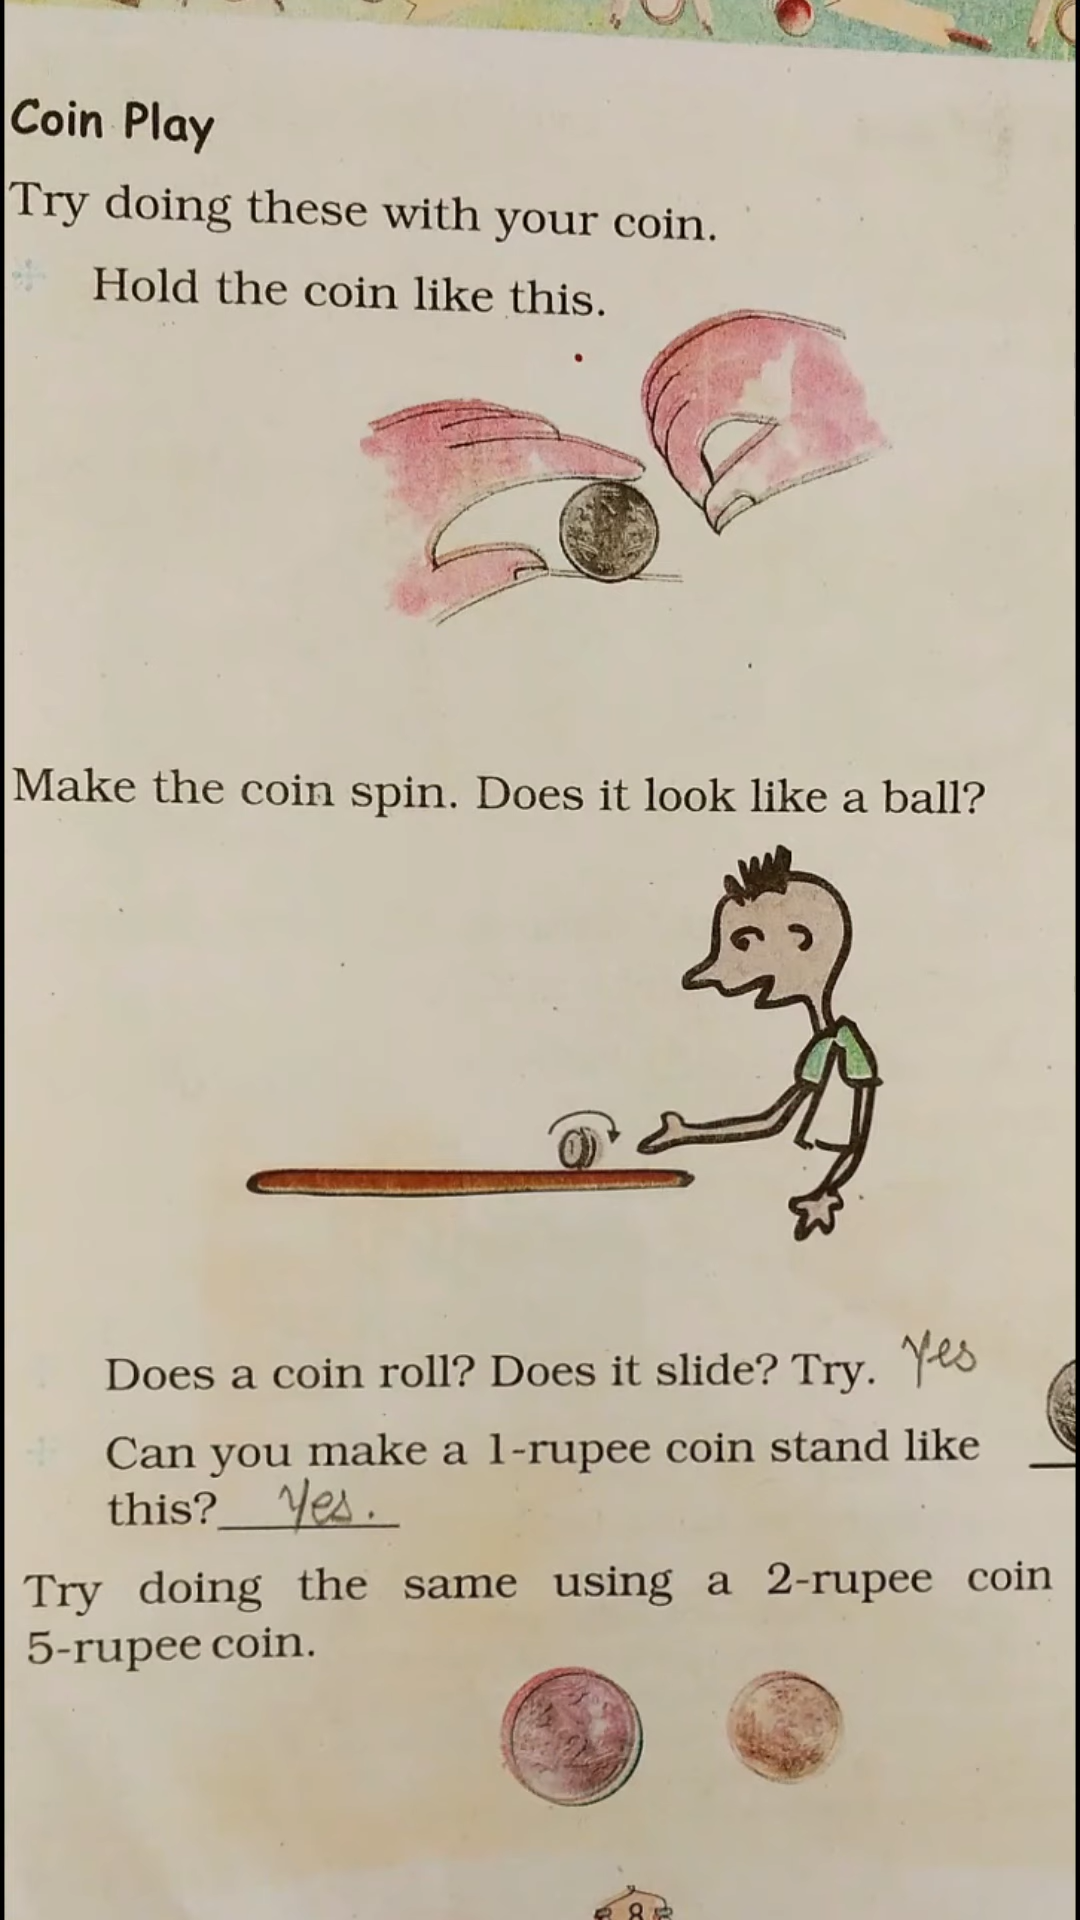 Coin Play
Try doing these with your coin.
Hold the coin like this.
Make the coin spin. Does it look like a ball?
Does a coin roll? Does it slide? Try. Yes
Can you make a 1-rupee coin stand like
this? Yes.
Try doing the same using a 2-rupee coin
5-rupee coin.
2
8